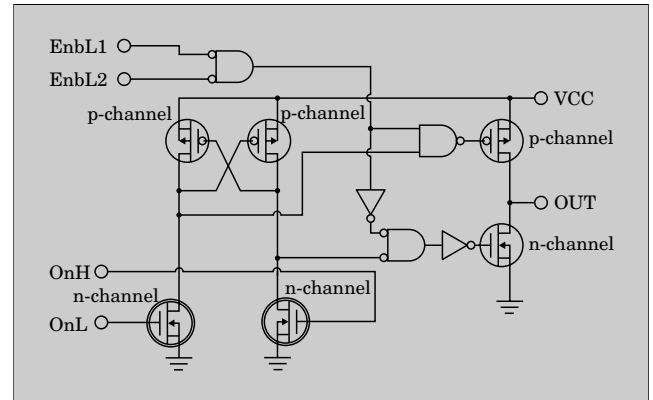 EnbL1
EnbL2
VCC
p-channel
p-channel
p-channel
OUT
n-channel
OnH
n-channel
n-channel
OnL